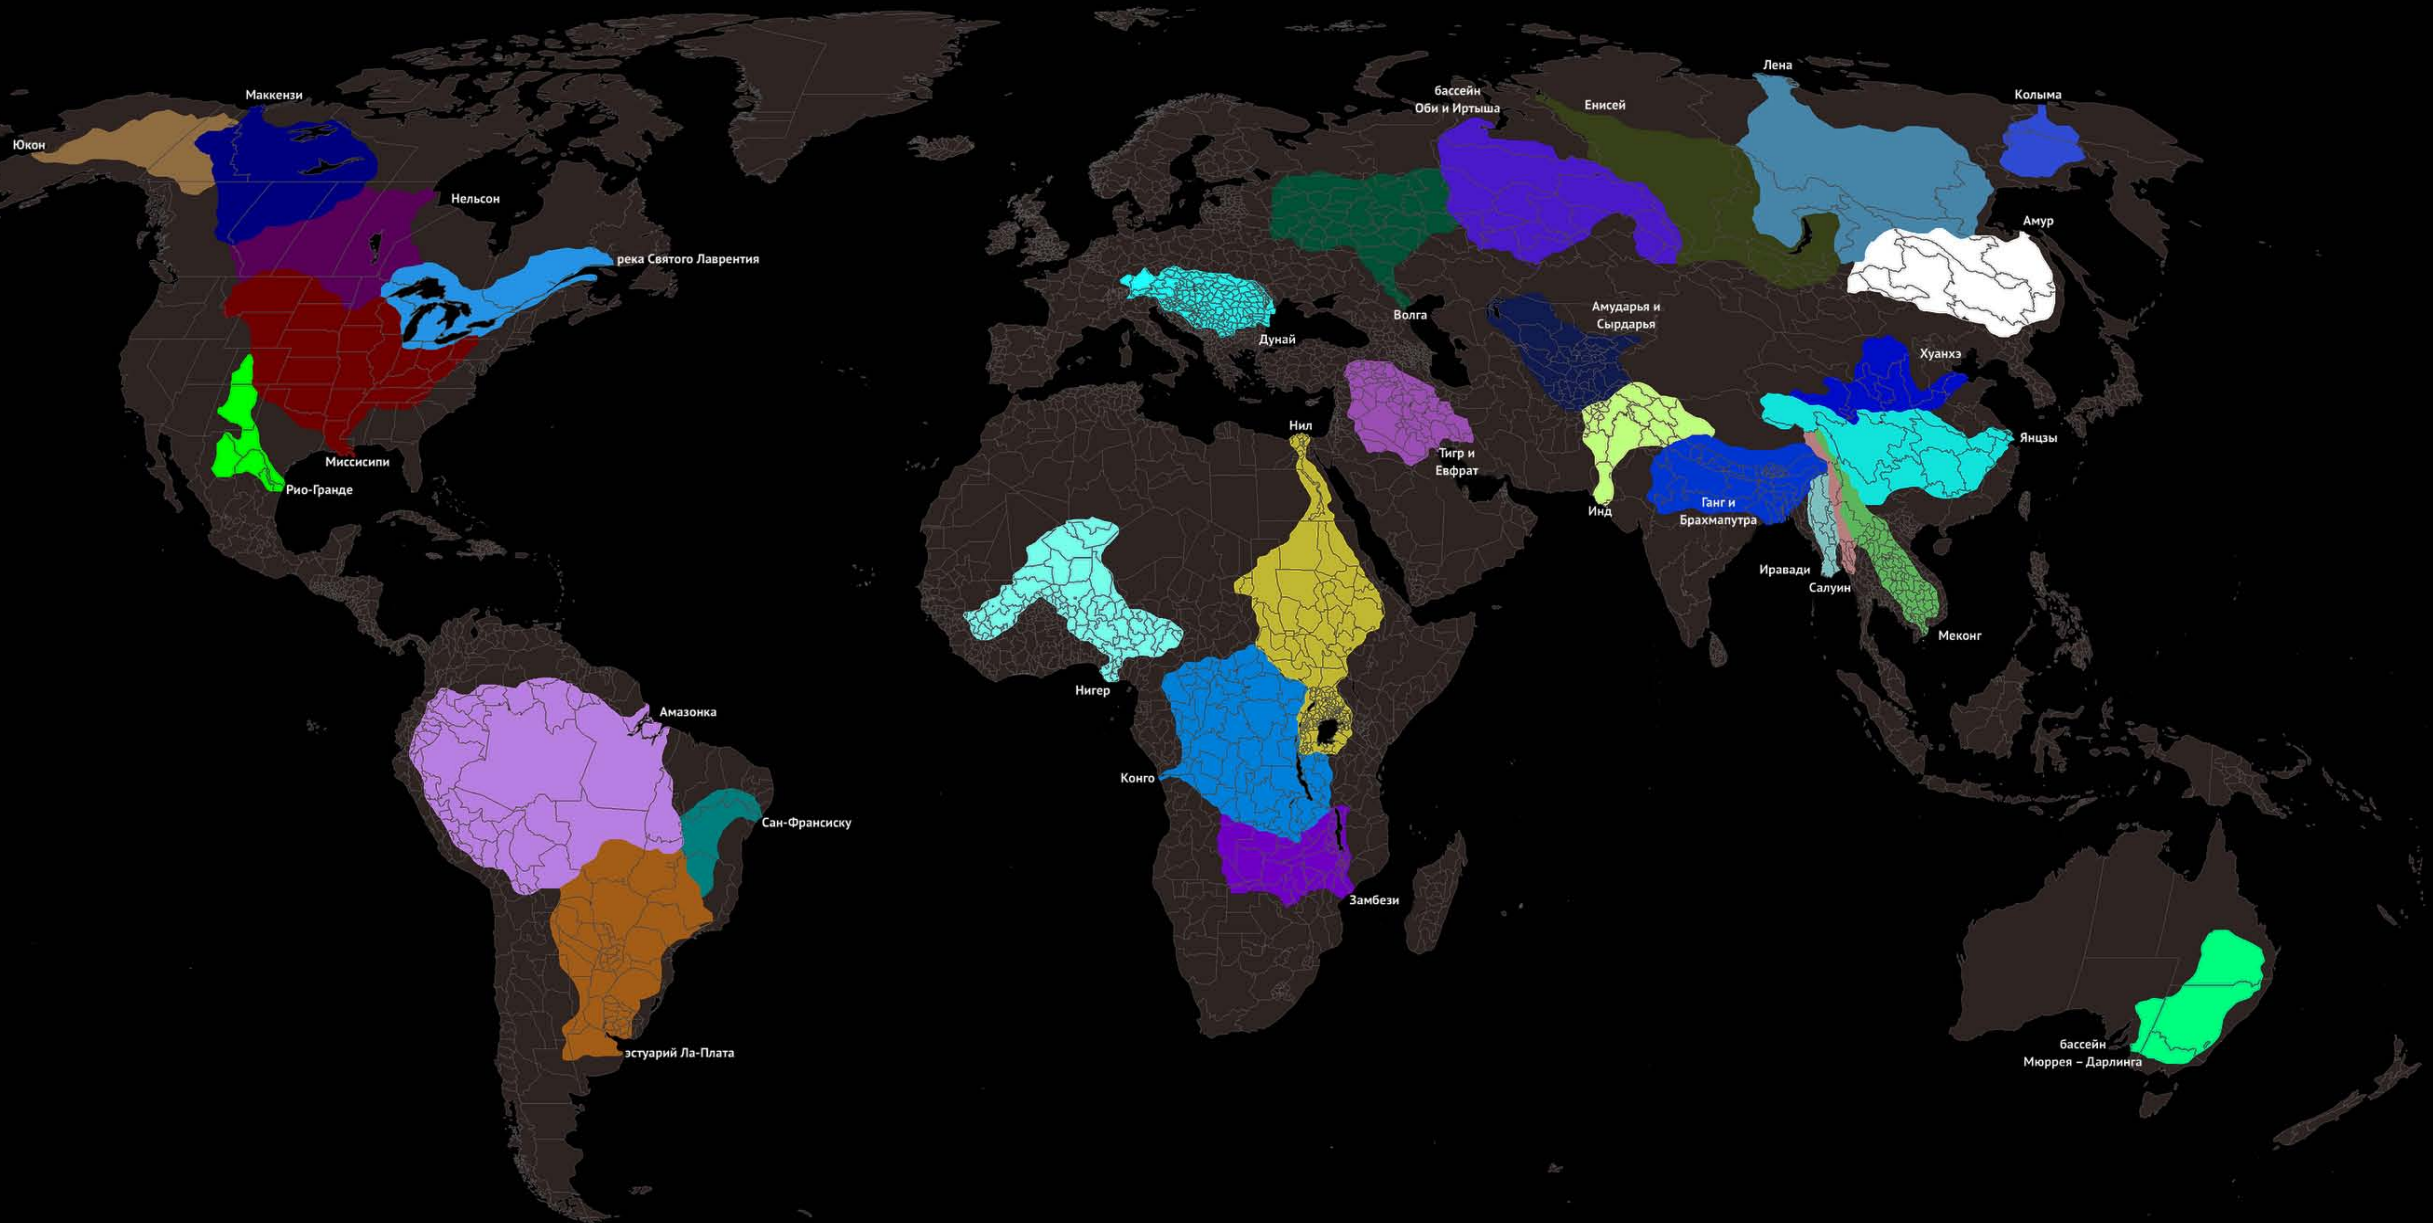 Маккензи
Юкон
Нельсон
река Святого Лаврентия
Миссисипи
Рио-Гранде
Амазонка
Сан-Франсиску
эстуарий Ла-Плата
бассейн
Оби и Иртыша
Енисей
Лена
Колыма
Амур
Волга
Дунай
Амударья и
Сырдарья
Хуанхэ
Янцзы
Тигр и
Евфрат
Нил
Инд
Ганг и
Брахмапутра
Иравади
Салуин
Меконг
Нигер
Конго
Замбези
бассейн
Мюррея – Дарлинга